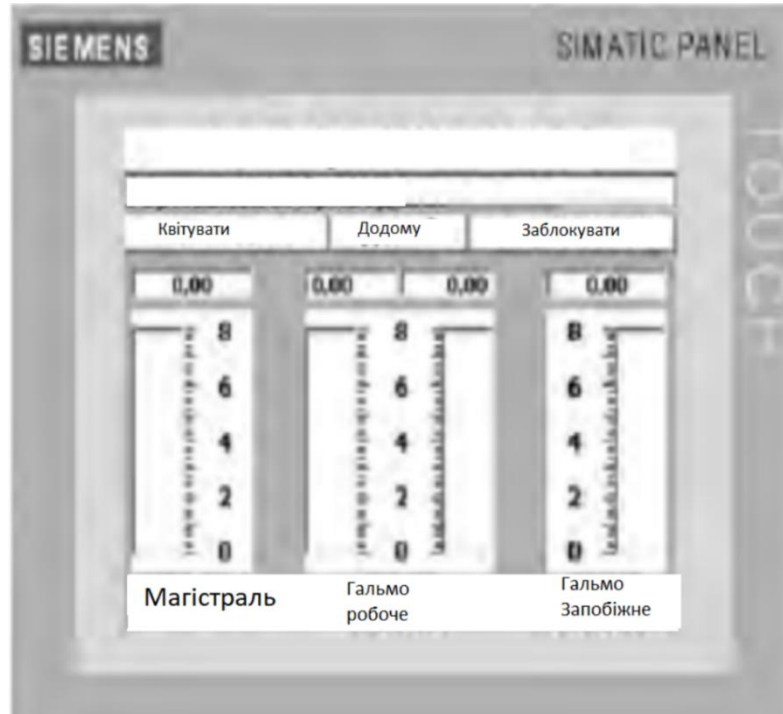 SIEMENS
SIMATIC PANEL
TOUCH
Квітувати Додому Заблокувати
0,00 0,00 0,00 0,00
8 8 8
6 6 6
4 4 4
2 2 2
0 0 0
Магістраль Гальмо робоче Гальмо Запобіжне